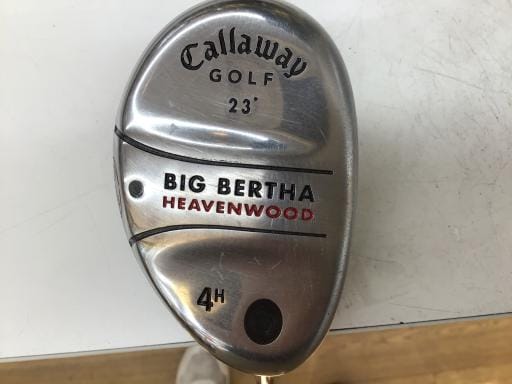 Callaway
GOLF
23°
BIG BERTHA
HEAVENWOOD
4H